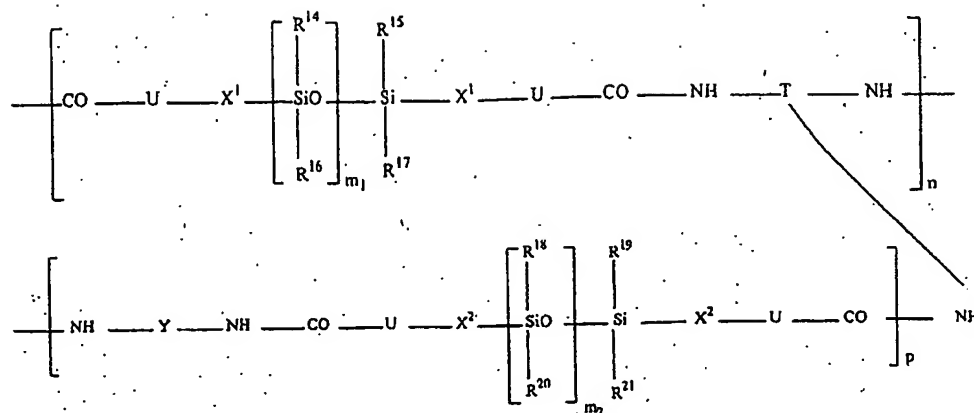 R¹⁴ R¹⁵
CO U X¹ SiO Si X¹ U CO NH T NH
R¹⁶ R¹⁷
m₁ n
R¹⁸ R¹⁹
NH Y NH CO U X² SiO Si X² U CO NH
R²⁰ R²¹
m₂ p